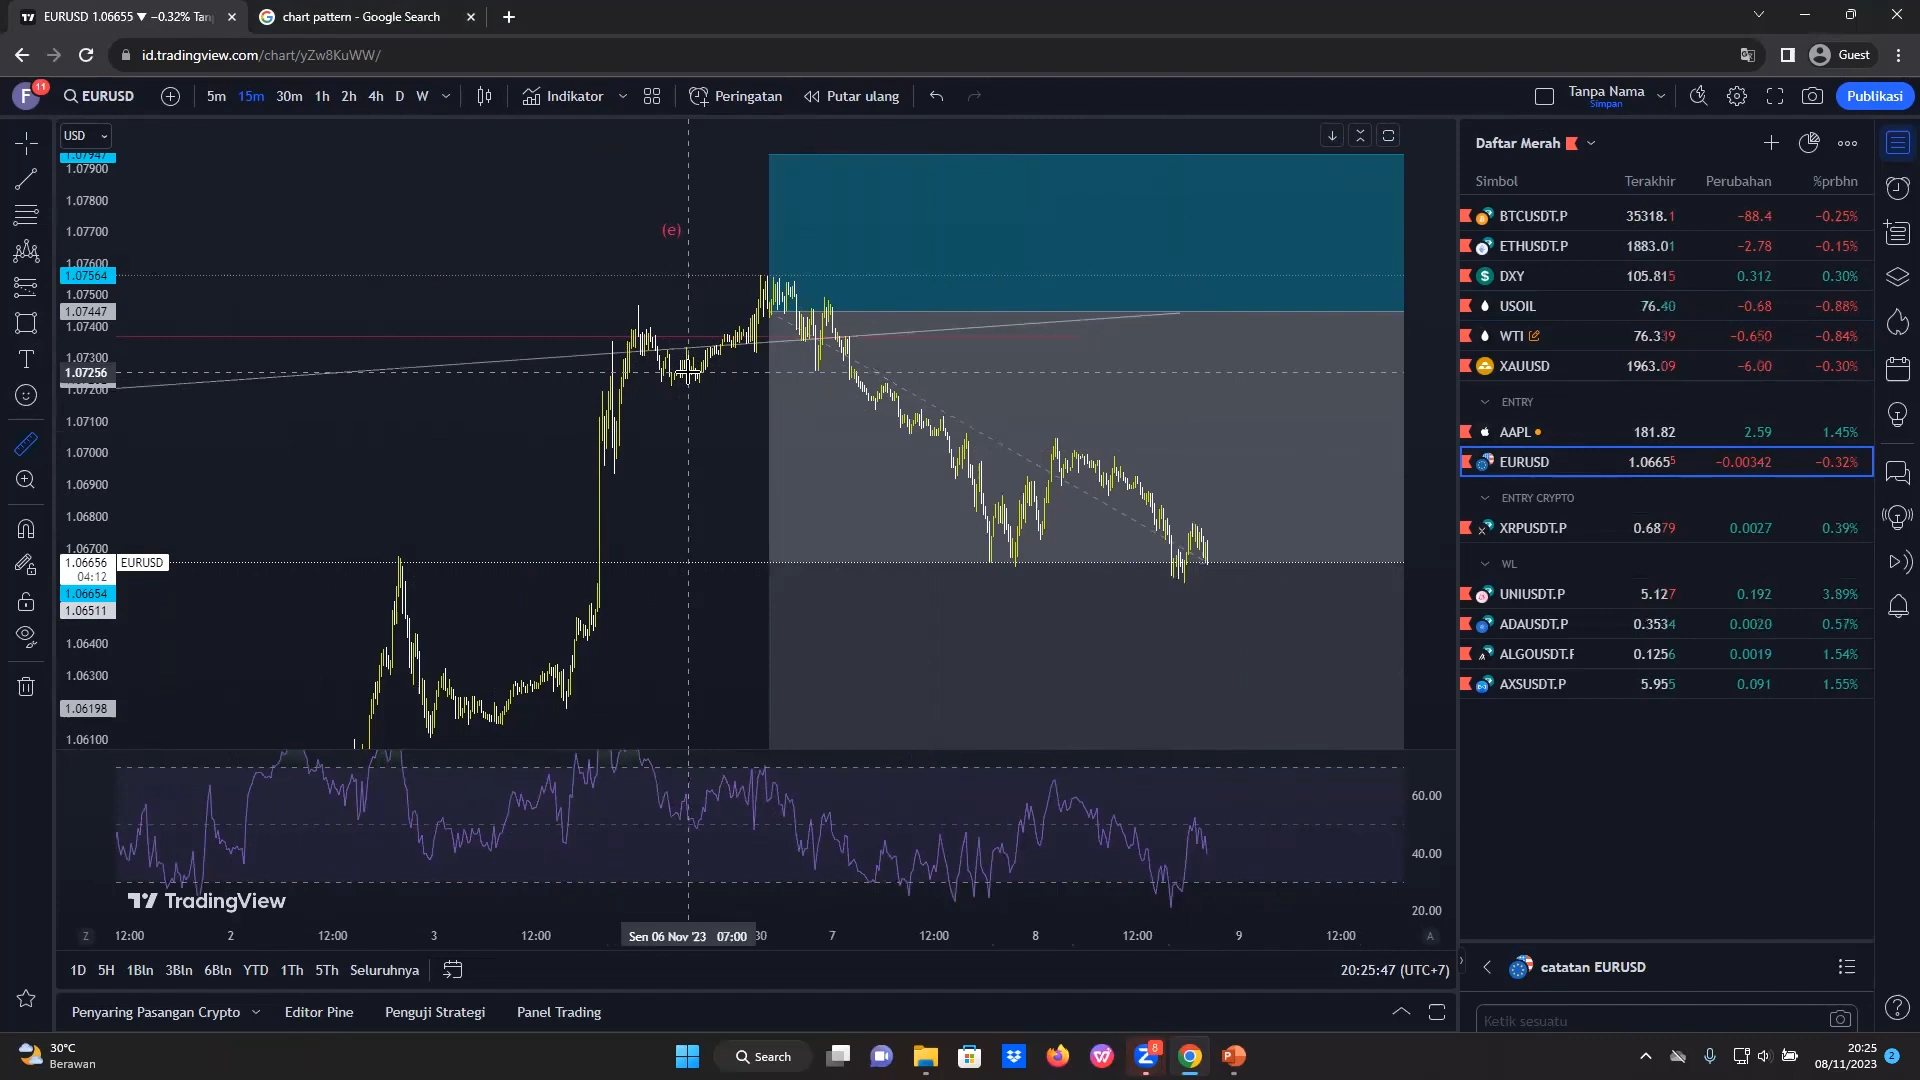 EURUSD 1.06655 ▼ −0.32% Tan
chart pattern - Google Search
id.tradingview.com/chart/yZw8KuWW/
Guest
F
11
EURUSD
5m 15m 30m 1h 2h 4h D W
Indikator
Peringatan
Putar ulang
Tanpa Nama
Simpan
Publikasi
USD
1.07947
1.07900
1.07800
1.07700
1.07600
1.07564
1.07500
1.07447
1.07400
1.07300
1.07256
1.07200
1.07100
1.07000
1.06900
1.06800
1.06700
1.06656 EURUSD
04:12
1.06654
1.06511
1.06400
1.06300
1.06198
1.06100
(e)
60.00
40.00
20.00
TradingView
Z 12:00 2 12:00 3 12:00 Sen 06 Nov '23 07:00 30 7 12:00 8 12:00 9 12:00 A
1D 5H 1Bln 3Bln 6Bln YTD 1Th 5Th Seluruhnya
20:25:47 (UTC+7)
Penyaring Pasangan Crypto
Editor Pine
Penguji Strategi
Panel Trading
Daftar Merah
Simbol Terakhir Perubahan %prbhn
BTCUSDT.P 35318.1 −88.4 −0.25%
ETHUSDT.P 1883.01 −2.78 −0.15%
DXY 105.815 0.312 0.30%
USOIL 76.40 −0.68 −0.88%
WTI 76.339 −0.650 −0.84%
XAUUSD 1963.09 −6.00 −0.30%
ENTRY
AAPL 181.82 2.59 1.45%
EURUSD 1.06655 −0.00342 −0.32%
ENTRY CRYPTO
XRPUSDT.P 0.6879 0.0027 0.39%
WL
UNIUSDT.P 5.127 0.192 3.89%
ADAUSDT.P 0.3534 0.0020 0.57%
ALGOUSDT.F 0.1256 0.0019 1.54%
AXSUSDT.P 5.955 0.091 1.55%
catatan EURUSD
Ketik sesuatu
30°C
Berawan
Search
8
20:25
08/11/2023
2